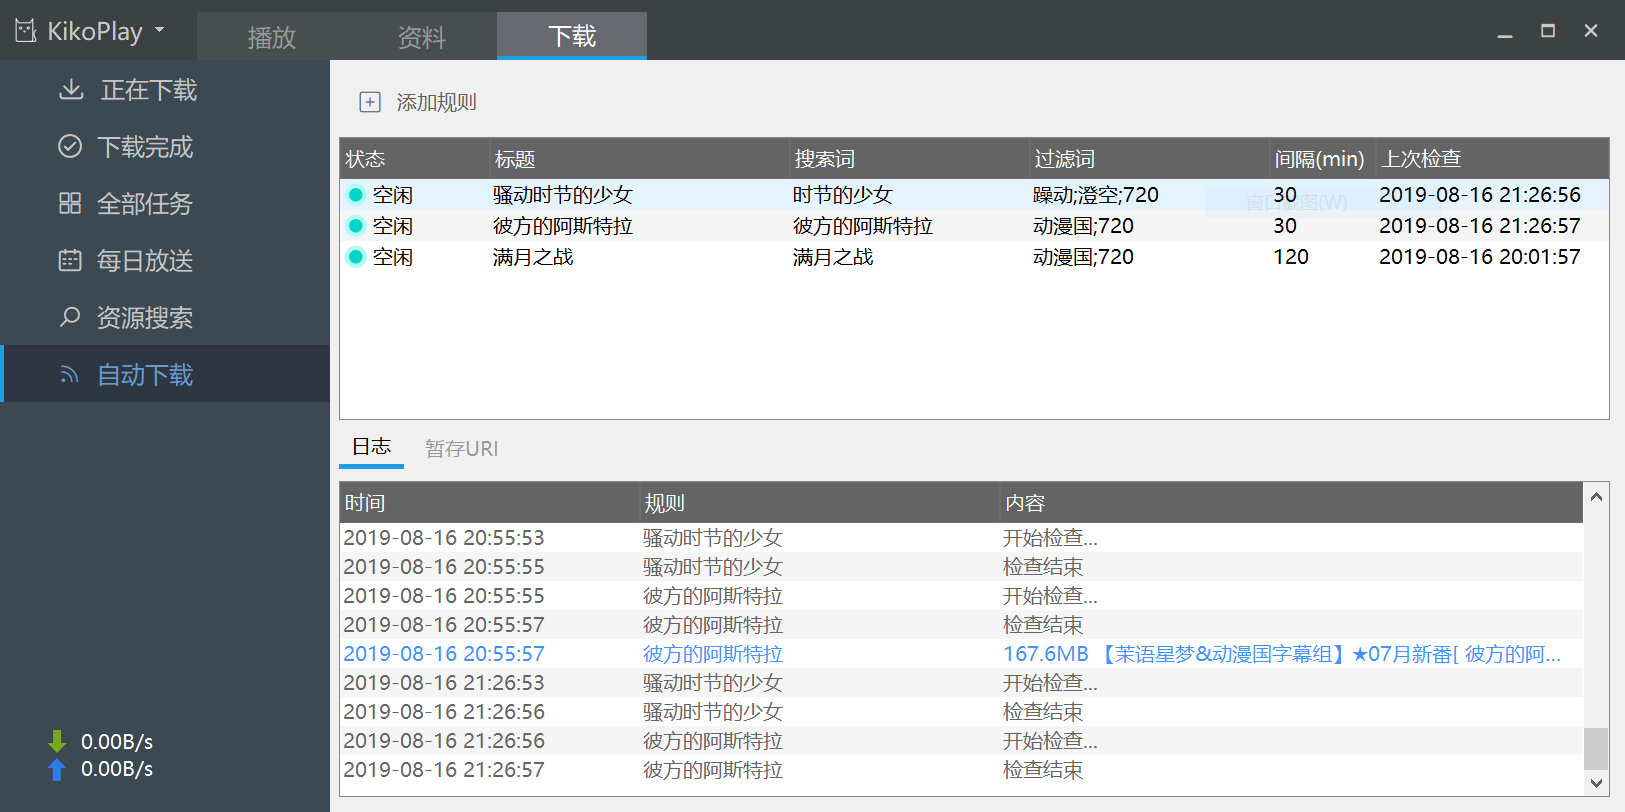 KikoPlay
播放 资料 下载
正在下载
下载完成
全部任务
每日放送
资源搜索
自动下载
0.00B/s
0.00B/s
添加规则
状态 标题 搜索词 过滤词 间隔(min) 上次检查
空闲 骚动时节的少女 时节的少女 躁动;澄空;720 30 2019-08-16 21:26:56
窗口截图(W)
空闲 彼方的阿斯特拉 彼方的阿斯特拉 动漫国;720 30 2019-08-16 21:26:57
空闲 满月之战 满月之战 动漫国;720 120 2019-08-16 20:01:57
日志 暂存URI
时间 规则 内容
2019-08-16 20:55:53 骚动时节的少女 开始检查...
2019-08-16 20:55:55 骚动时节的少女 检查结束
2019-08-16 20:55:55 彼方的阿斯特拉 开始检查...
2019-08-16 20:55:57 彼方的阿斯特拉 检查结束
2019-08-16 20:55:57 彼方的阿斯特拉 167.6MB 【茉语星梦&动漫国字幕组】★07月新番[ 彼方的阿...
2019-08-16 21:26:53 骚动时节的少女 开始检查...
2019-08-16 21:26:56 骚动时节的少女 检查结束
2019-08-16 21:26:56 彼方的阿斯特拉 开始检查...
2019-08-16 21:26:57 彼方的阿斯特拉 检查结束